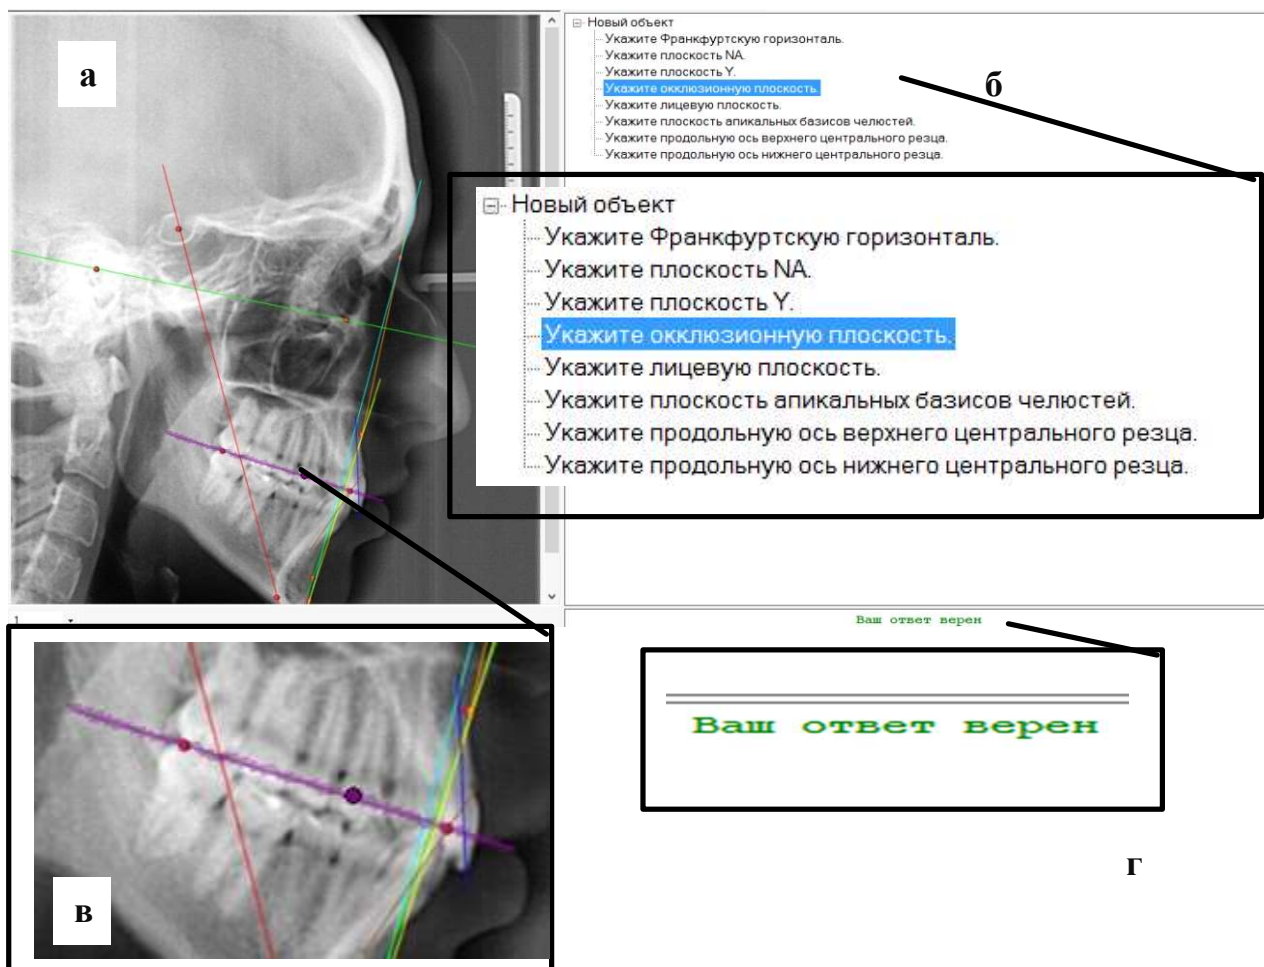 а
Новый объект
Укажите Франкфуртскую горизонталь.
Укажите плоскость NA.
Укажите плоскость Y.
Укажите окклюзионную плоскость.
Укажите лицевую плоскость.
Укажите плоскость апикальных базисов челюстей.
Укажите продольную ось верхнего центрального резца.
Укажите продольную ось нижнего центрального резца.
б
Новый объект
Укажите Франкфуртскую горизонталь.
Укажите плоскость NA.
Укажите плоскость Y.
Укажите окклюзионную плоскость.
Укажите лицевую плоскость.
Укажите плоскость апикальных базисов челюстей.
Укажите продольную ось верхнего центрального резца.
Укажите продольную ось нижнего центрального резца.
1
Ваш ответ верен
Ваш ответ верен
в
г